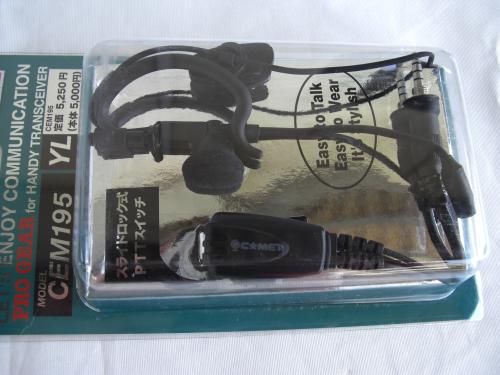 LET'S ENJOY COMMUNICATION
PRO GEAR for HANDY TRANSCEIVER
MODEL CEM195 YL
CEM195
定価 5,250円
(本体 5,000円)
スライドロック式
PTTスイッチ
COMET
Easy to Talk
Easy to Wear
It's Stylish